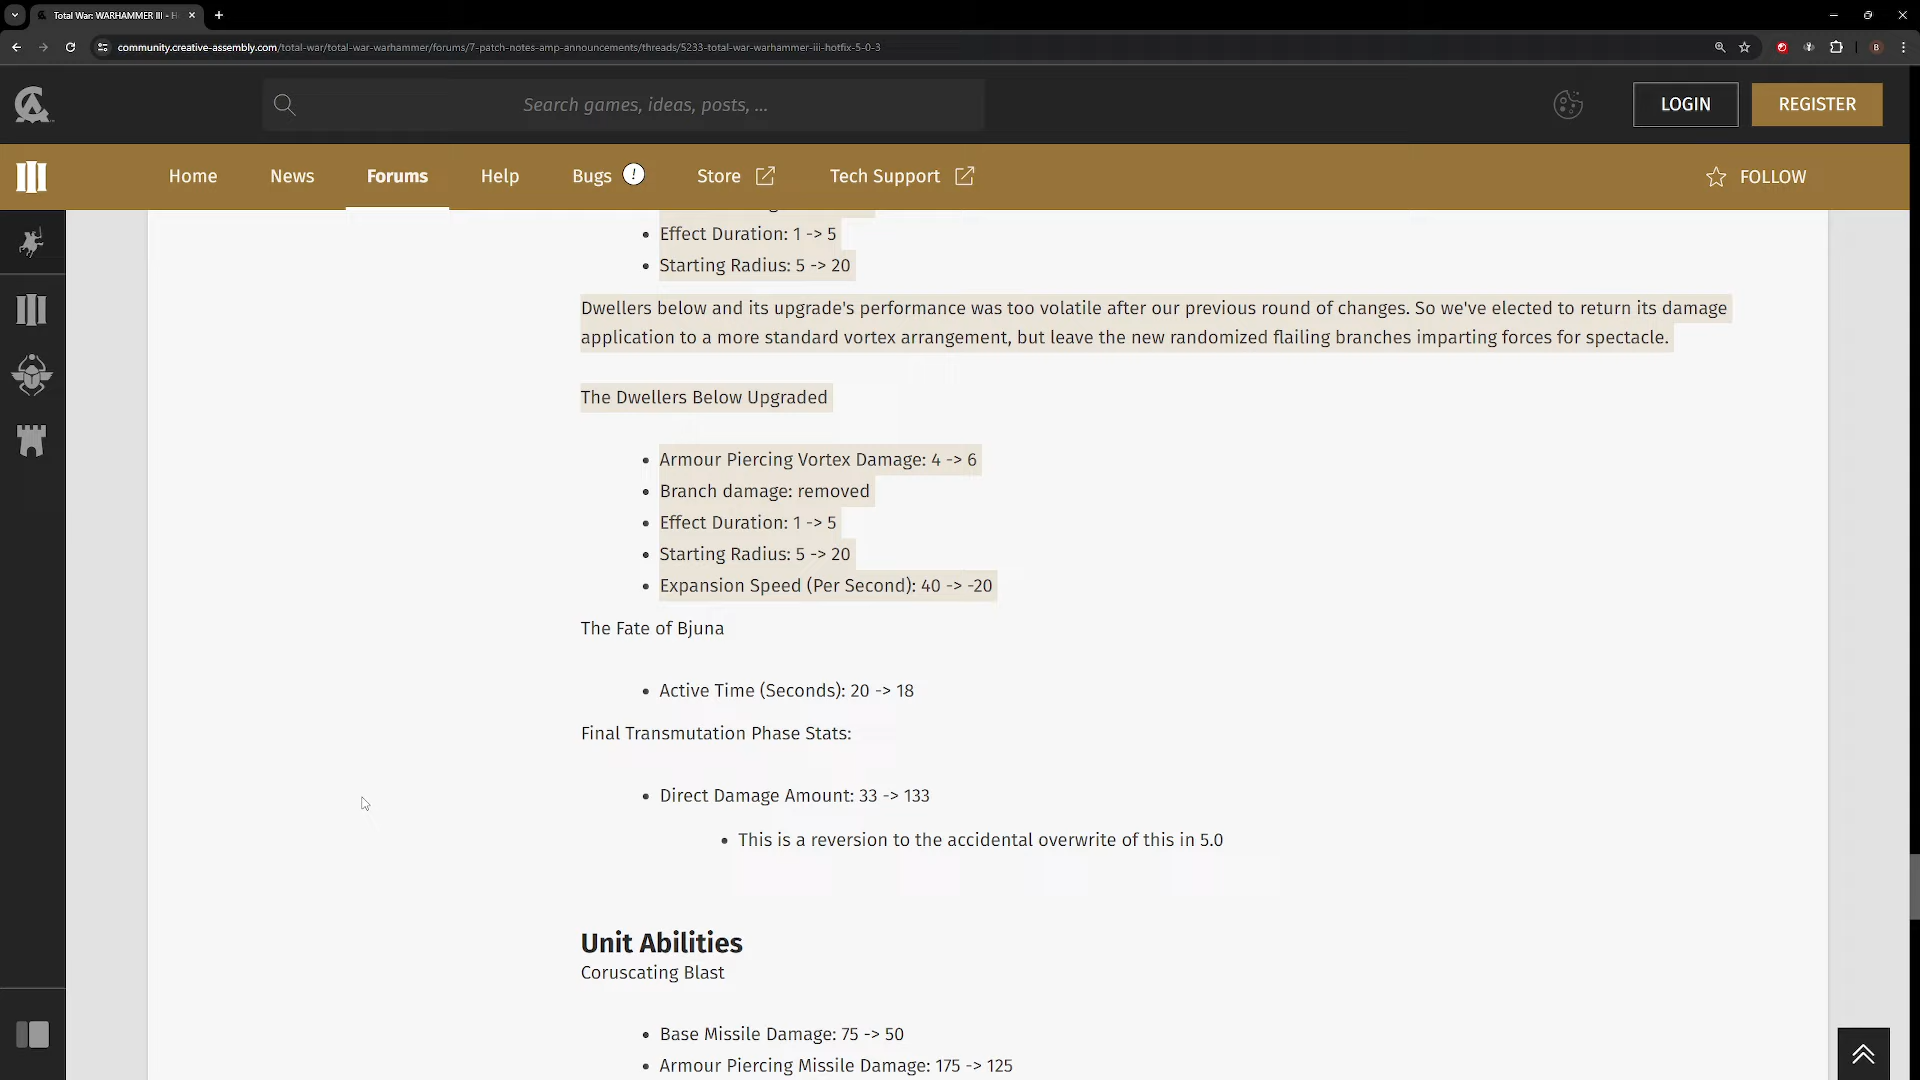 Total War: WARHAMMER III - H
community.creative-assembly.com/total-war/total-war-warhammer/forums/7-patch-notes-amp-announcements/threads/5233-total-war-warhammer-iii-hotfix-5-0-3
B
Search games, ideas, posts, ...
LOGIN
REGISTER
Home
News
Forums
Help
Bugs !
Store
Tech Support
FOLLOW
Effect Duration: 1 -> 5
Starting Radius: 5 -> 20
Dwellers below and its upgrade's performance was too volatile after our previous round of changes. So we've elected to return its damage
application to a more standard vortex arrangement, but leave the new randomized flailing branches imparting forces for spectacle.
The Dwellers Below Upgraded
Armour Piercing Vortex Damage: 4 -> 6
Branch damage: removed
Effect Duration: 1 -> 5
Starting Radius: 5 -> 20
Expansion Speed (Per Second): 40 -> -20
The Fate of Bjuna
Active Time (Seconds): 20 -> 18
Final Transmutation Phase Stats:
Direct Damage Amount: 33 -> 133
This is a reversion to the accidental overwrite of this in 5.0
Unit Abilities
Coruscating Blast
Base Missile Damage: 75 -> 50
Armour Piercing Missile Damage: 175 -> 125